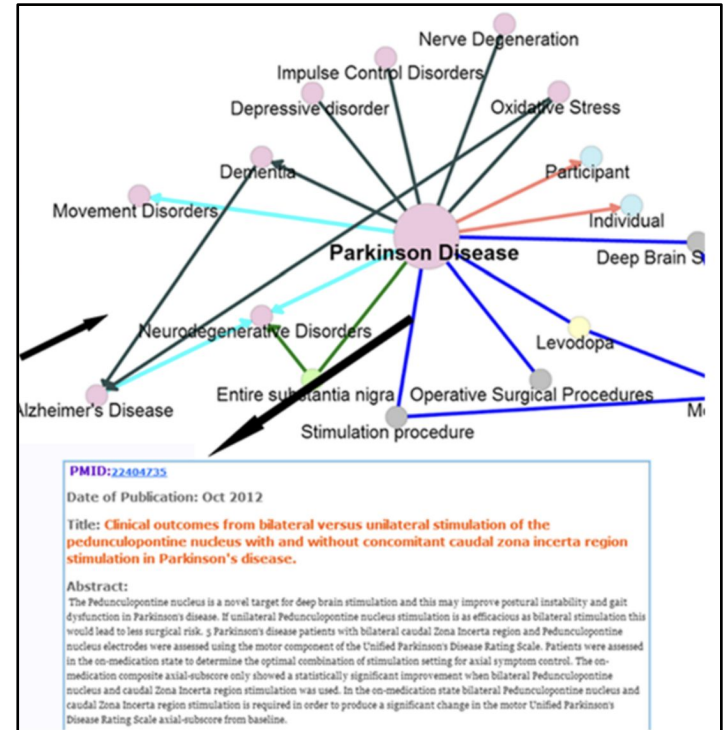 Nerve Degeneration
Impulse Control Disorders
Depressive disorder
Oxidative Stress
Dementia
Participant
Movement Disorders
Individual
Parkinson Disease
Deep Brain S
Neurodegenerative Disorders
Levodopa
Alzheimer's Disease
Entire substantia nigra
Operative Surgical Procedures
M
Stimulation procedure
PMID:22404735
Date of Publication: Oct 2012
Title: Clinical outcomes from bilateral versus unilateral stimulation of the
pedunculopontine nucleus with and without concomitant caudal zona incerta region
stimulation in Parkinson's disease.
Abstract:
The Pedunculopontine nucleus is a novel target for deep brain stimulation and this may improve postural instability and gait
dysfunction in Parkinson's disease. If unilateral Pedunculopontine nucleus stimulation is as efficacious as bilateral stimulation this
would lead to less surgical risk. 5 Parkinson's disease patients with bilateral caudal Zona Incerta region and Pedunculopontine
nucleus electrodes were assessed using the motor component of the Unified Parkinson's Disease Rating Scale. Patients were assessed
in the on-medication state to determine the optimal combination of stimulation setting for axial symptom control. The on-
medication composite axial-subscore only showed a statistically significant improvement when bilateral Pedunculopontine
nucleus and caudal Zona Incerta region stimulation was used. In the on-medication state bilateral Pedunculopontine nucleus and
caudal Zona Incerta region stimulation is required in order to produce a significant change in the motor Unified Parkinson's
Disease Rating Scale axial-subscore from baseline.